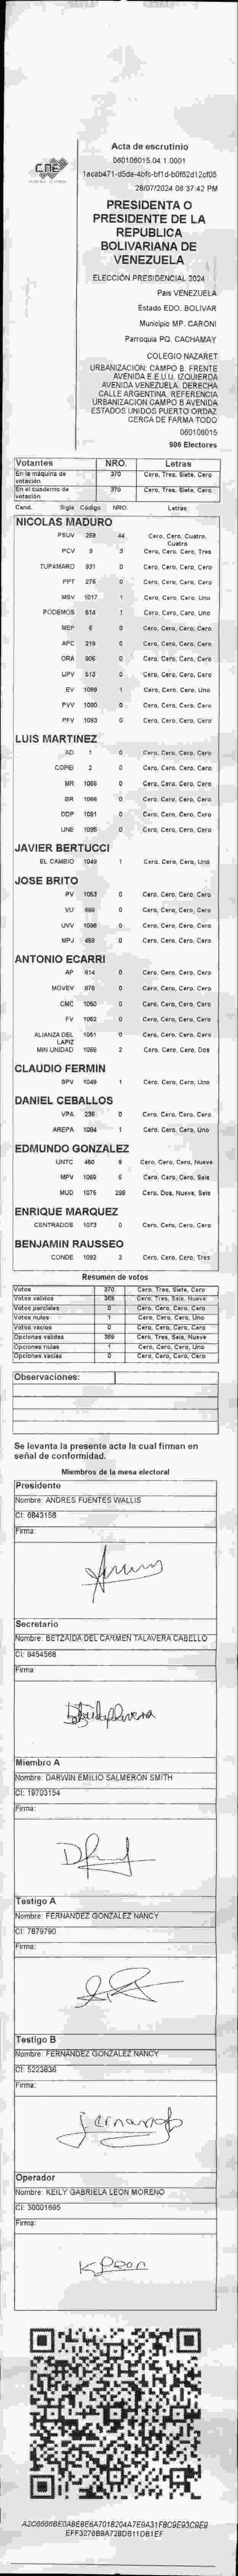 CNE
Acta de escrutinio
060106015.04.1.0001
28/07/2024 06:37:42 PM
PRESIDENTA O
PRESIDENTE DE LA
REPUBLICA
BOLIVARIANA DE
VENEZUELA
ELECCIÓN PRESIDENCIAL 2024
País VENEZUELA
Estado EDO. BOLIVAR
Municipio MP. CARONI
Parroquia PQ. CACHAMAY
COLEGIO NAZARET
URBANIZACIÓN: CAMPO B. FRENTE
AVENIDA E.E.U.U. IZQUIERDA
AVENIDA VENEZUELA. DERECHA
CALLE ARGENTINA. REFERENCIA
URBANIZACIÓN CAMPO B AVENIDA
ESTADOS UNIDOS PUERTO ORDAZ
CERCA DE FARMA TODO
060106015
906 Electores
Votantes NRO. Letras
En la máquina de votación 370 Cero, Tres, Siete, Cero
En el cuaderno de votación 370 Cero, Tres, Siete, Cero
Cand. Sigla Código NRO. Letras
NICOLAS MADURO
PSUV 269 44 Cero, Cero, Cuatro, Cuatro
PCV 9 3 Cero, Cero, Cero, Tres
TUPAMARO 931 0 Cero, Cero, Cero, Cero
PPT 276 0 Cero, Cero, Cero, Cero
MSV 1017 1 Cero, Cero, Cero, Uno
PODEMOS 514 1 Cero, Cero, Cero, Uno
MEP 6 0 Cero, Cero, Cero, Cero
APC 219 0 Cero, Cero, Cero, Cero
ORA 906 0 Cero, Cero, Cero, Cero
UPV 513 0 Cero, Cero, Cero, Cero
EV 1089 1 Cero, Cero, Cero, Uno
PVV 1090 0 Cero, Cero, Cero, Cero
PFV 1093 0 Cero, Cero, Cero, Cero
LUIS MARTINEZ
AD 1 0 Cero, Cero, Cero, Cero
COPEI 2 0 Cero, Cero, Cero, Cero
MR 1065 0 Cero, Cero, Cero, Cero
BR 1066 0 Cero, Cero, Cero, Cero
DDP 1091 0 Cero, Cero, Cero, Cero
UNE 1095 0 Cero, Cero, Cero, Cero
JAVIER BERTUCCI
EL CAMBIO 1049 1 Cero, Cero, Cero, Uno
JOSE BRITO
PV 1053 0 Cero, Cero, Cero, Cero
VU 668 0 Cero, Cero, Cero, Cero
UVV 1096 0 Cero, Cero, Cero, Cero
MPJ 458 0 Cero, Cero, Cero, Cero
ANTONIO ECARRI
AP 614 0 Cero, Cero, Cero, Cero
MOVEV 878 0 Cero, Cero, Cero, Cero
CMC 1050 0 Cero, Cero, Cero, Cero
FV 1062 0 Cero, Cero, Cero, Cero
ALIANZA DEL LAPIZ 1051 0 Cero, Cero, Cero, Cero
MIN UNIDAD 1088 2 Cero, Cero, Cero, Dos
CLAUDIO FERMIN
SPV 1049 1 Cero, Cero, Cero, Uno
DANIEL CEBALLOS
VPA 236 0 Cero, Cero, Cero, Cero
AREPA 1094 1 Cero, Cero, Cero, Uno
EDMUNDO GONZALEZ
UNTC 460 9 Cero, Cero, Cero, Nueve
MPV 1069 6 Cero, Cero, Cero, Seis
MUD 1075 296 Cero, Dos, Nueve, Seis
ENRIQUE MARQUEZ
CENTRADOS 1073 0 Cero, Cero, Cero, Cero
BENJAMIN RAUSSEO
CONDE 1092 3 Cero, Cero, Cero, Tres
Resumen de votos
Votos 370 Cero, Tres, Siete, Cero
Votos validos 369 Cero, Tres, Seis, Nueve
Votos parciales 0 Cero, Cero, Cero, Cero
Votos nulos 1 Cero, Cero, Cero, Uno
Votos vacios 0 Cero, Cero, Cero, Cero
Opciones validas 369 Cero, Tres, Seis, Nueve
Opciones nulas 1 Cero, Cero, Cero, Uno
Opciones vacias 0 Cero, Cero, Cero, Cero
Observaciones:
Se levanta la presente acta la cual firman en
señal de conformidad.
Miembros de la mesa electoral
Presidente
Nombre: ANDRES FUENTES WALLIS
CI: 6843158
Firma:
Secretario
Nombre: BETZAIDA DEL CARMEN TALAVERA CABELLO
CI: 9454568
Firma:
Miembro A
Nombre: DARWIN EMILIO SALMERON SMITH
CI: 19703154
Firma:
Testigo A
Nombre: FERNANDEZ GONZALEZ NANCY
CI: 7879790
Firma:
Testigo B
Nombre: FERNANDEZ GONZALEZ NANCY
CI: 5223836
Firma:
Operador
Nombre: KEILY GABRIELA LEON MORENO
CI: 30001695
Firma:
K Leon